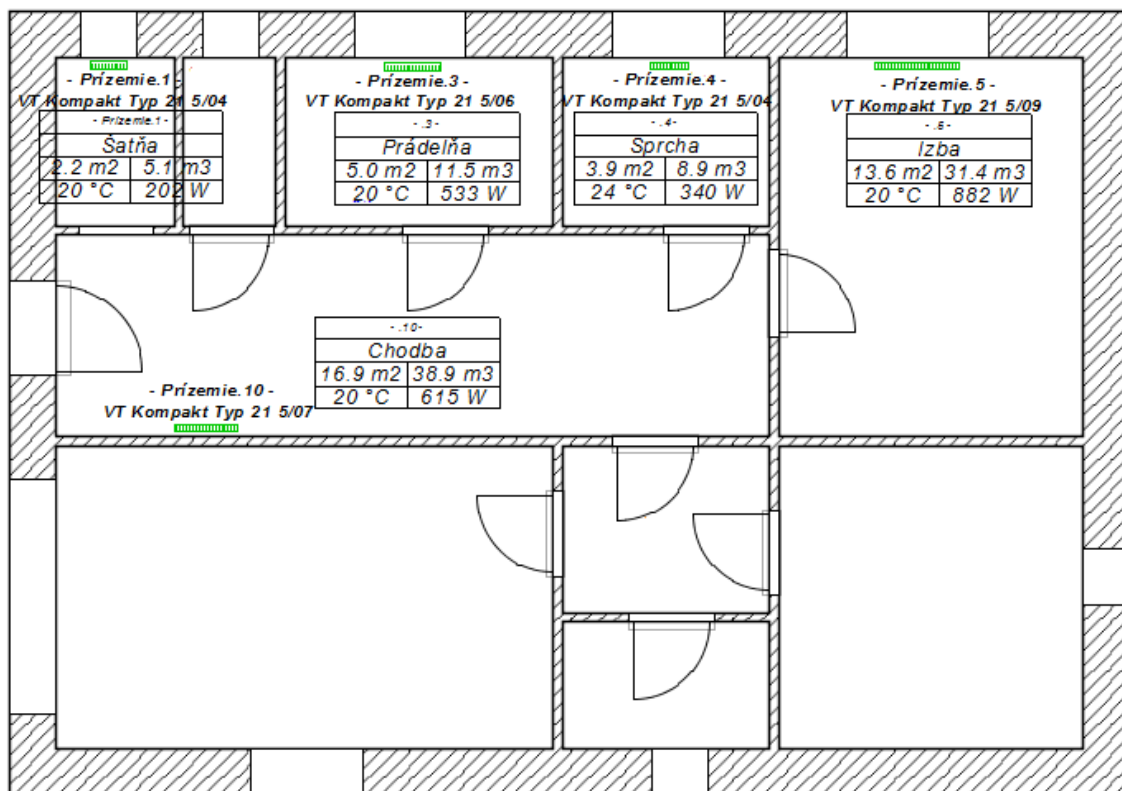 - Prízemie.1 -
VT Kompakt Typ 21 5/04
- Prízemie.1 -
Šatňa
2.2 m2 5.1 m3
20 °C 202 W
- Prízemie.3 -
VT Kompakt Typ 21 5/06
- .3-
Prádelňa
5.0 m2 11.5 m3
20 °C 533 W
- Prízemie.4 -
VT Kompakt Typ 21 5/04
- .4-
Sprcha
3.9 m2 8.9 m3
24 °C 340 W
- Prízemie.5 -
VT Kompakt Typ 21 5/09
- .5-
Izba
13.6 m2 31.4 m3
20 °C 882 W
- .10-
Chodba
16.9 m2 38.9 m3
20 °C 615 W
- Prízemie.10 -
VT Kompakt Typ 21 5/07